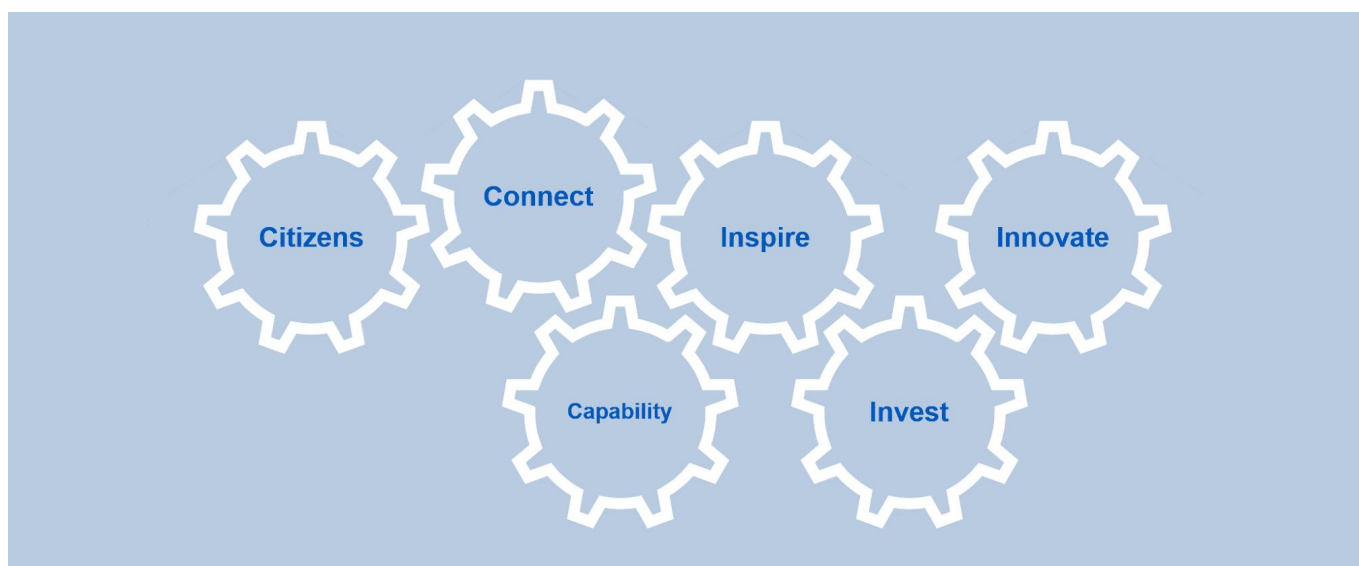 Citizens
Connect
Inspire
Innovate
Capability
Invest